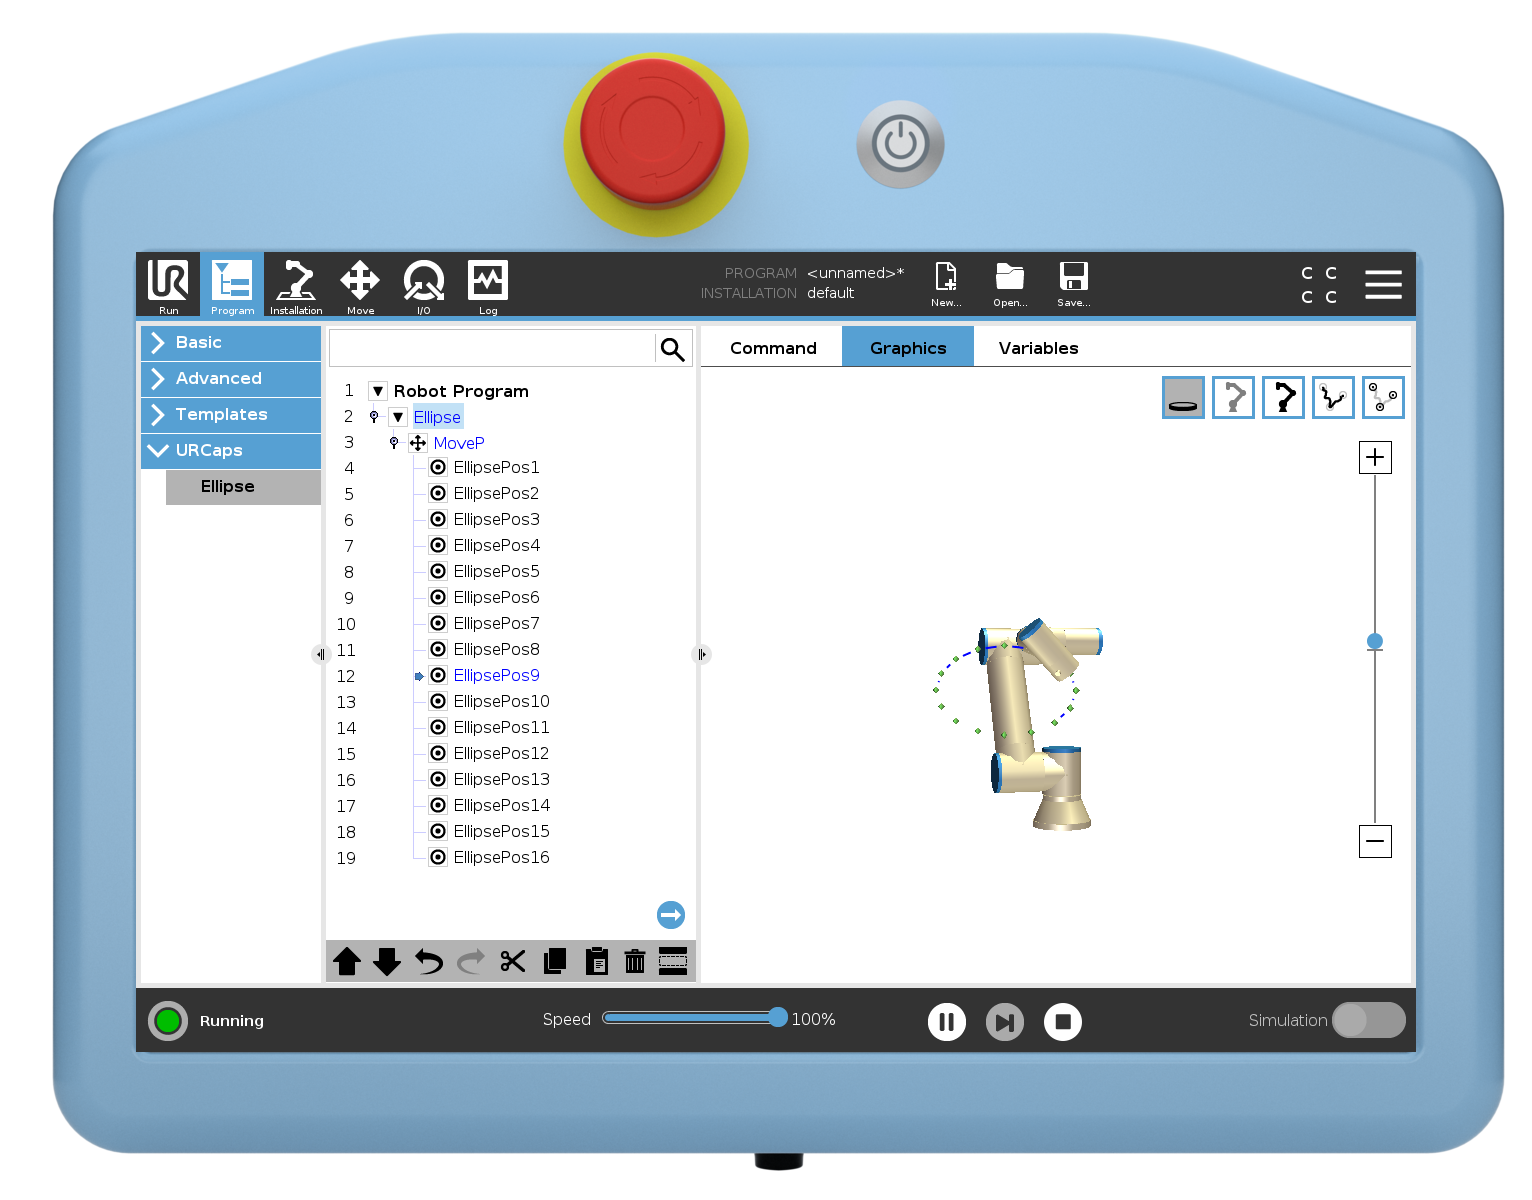 UR
Run
Program
Installation
Move
I/O
Log
PROGRAM <unnamed>*
INSTALLATION default
New...
Open...
Save...
C C
C C
Basic
Advanced
Templates
URCaps
Ellipse
1 Robot Program
2 Ellipse
3 MoveP
4 EllipsePos1
5 EllipsePos2
6 EllipsePos3
7 EllipsePos4
8 EllipsePos5
9 EllipsePos6
10 EllipsePos7
11 EllipsePos8
12 EllipsePos9
13 EllipsePos10
14 EllipsePos11
15 EllipsePos12
16 EllipsePos13
17 EllipsePos14
18 EllipsePos15
19 EllipsePos16
Command
Graphics
Variables
Running
Speed 100%
Simulation